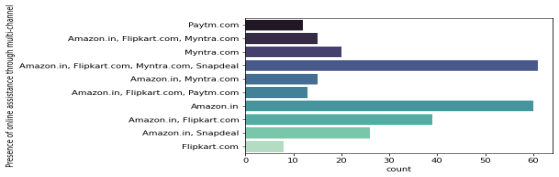 Presence of online assistance through multi-channel
Paytm.com
Amazon.in, Flipkart.com, Myntra.com
Myntra.com
Amazon.in, Flipkart.com, Myntra.com, Snapdeal
Amazon.in, Myntra.com
Amazon.in, Flipkart.com, Paytm.com
Amazon.in
Amazon.in, Flipkart.com
Amazon.in, Snapdeal
Flipkart.com
0 10 20 30 40 50 60
count